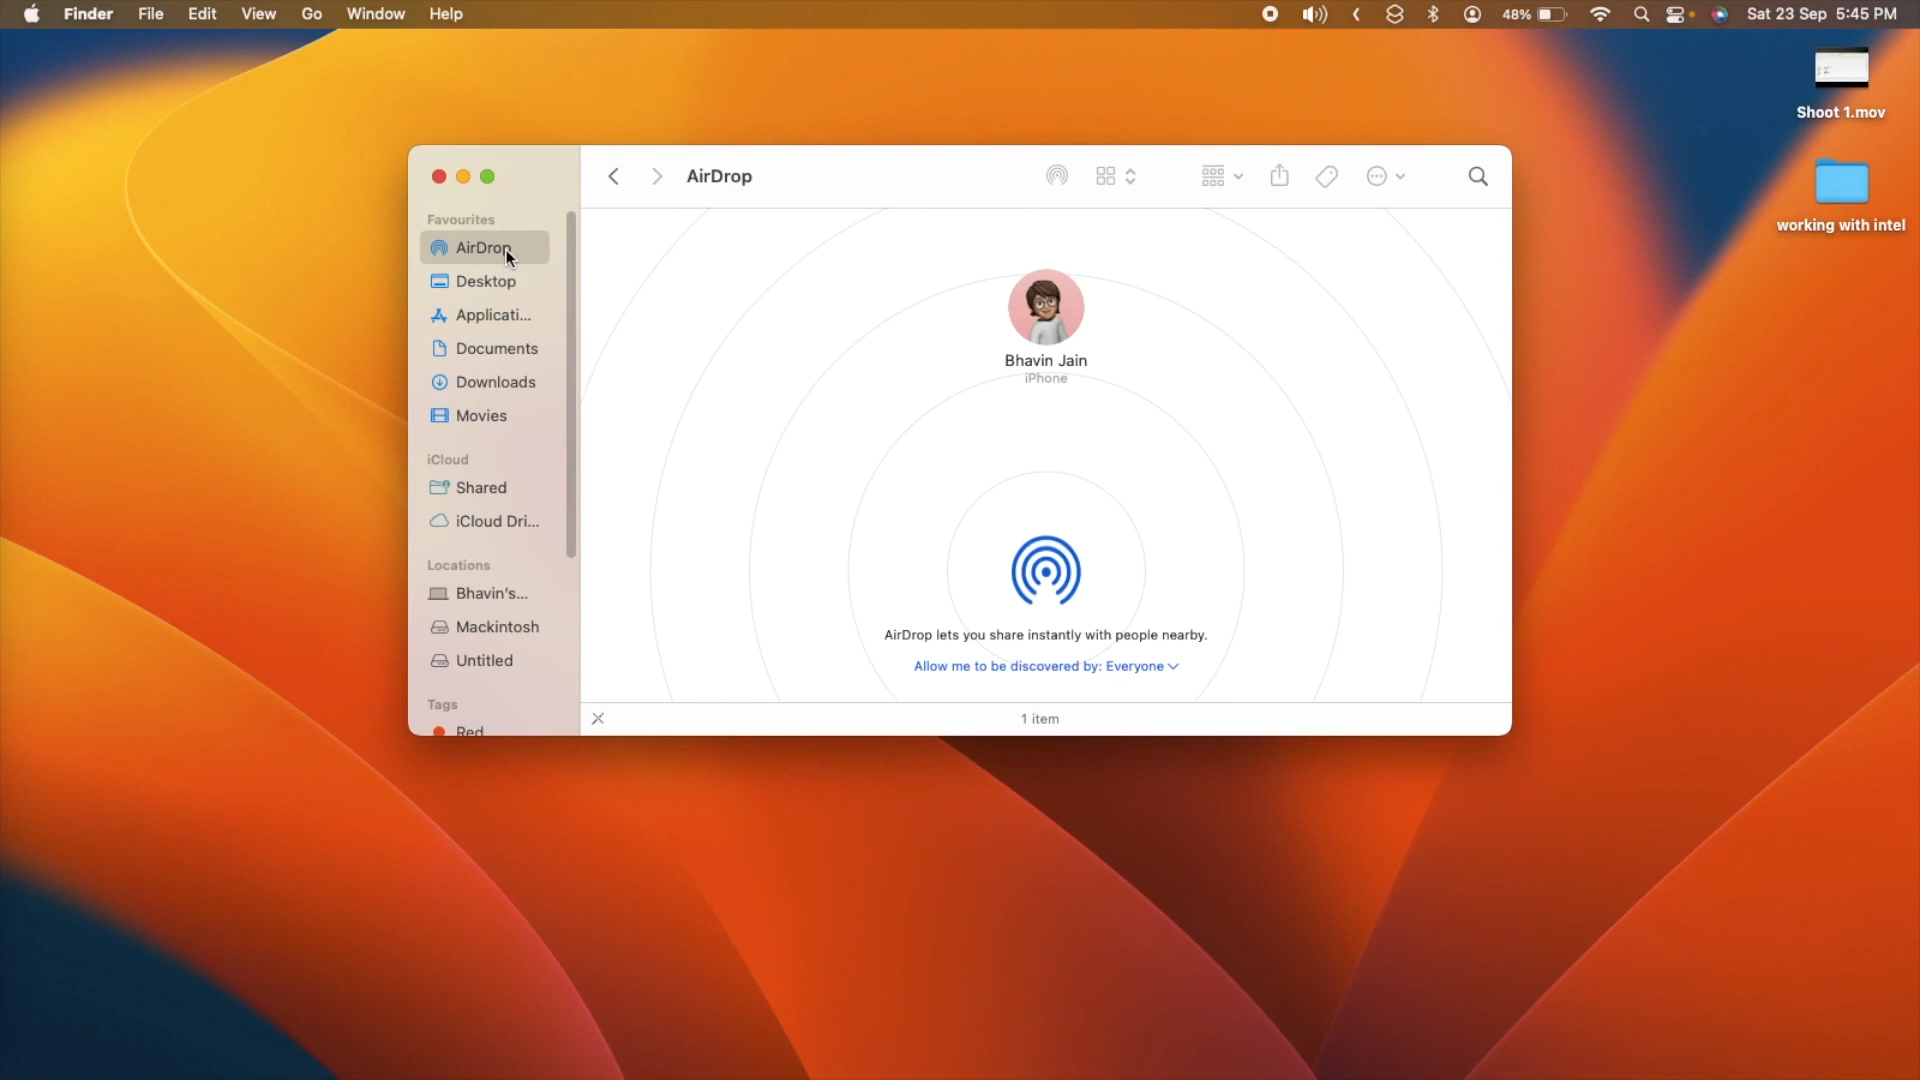 Finder File Edit View Go Window Help 48% Sat 23 Sep 5:45 PM
Shoot 1.mov
working with intel
AirDrop
Favourites
AirDrop
Desktop
Applicati...
Documents
Downloads
Movies
iCloud
Shared
iCloud Dri...
Locations
Bhavin's...
Mackintosh
Untitled
Tags
Red
Bhavin Jain
iPhone
AirDrop lets you share instantly with people nearby.
Allow me to be discovered by: Everyone
1 item